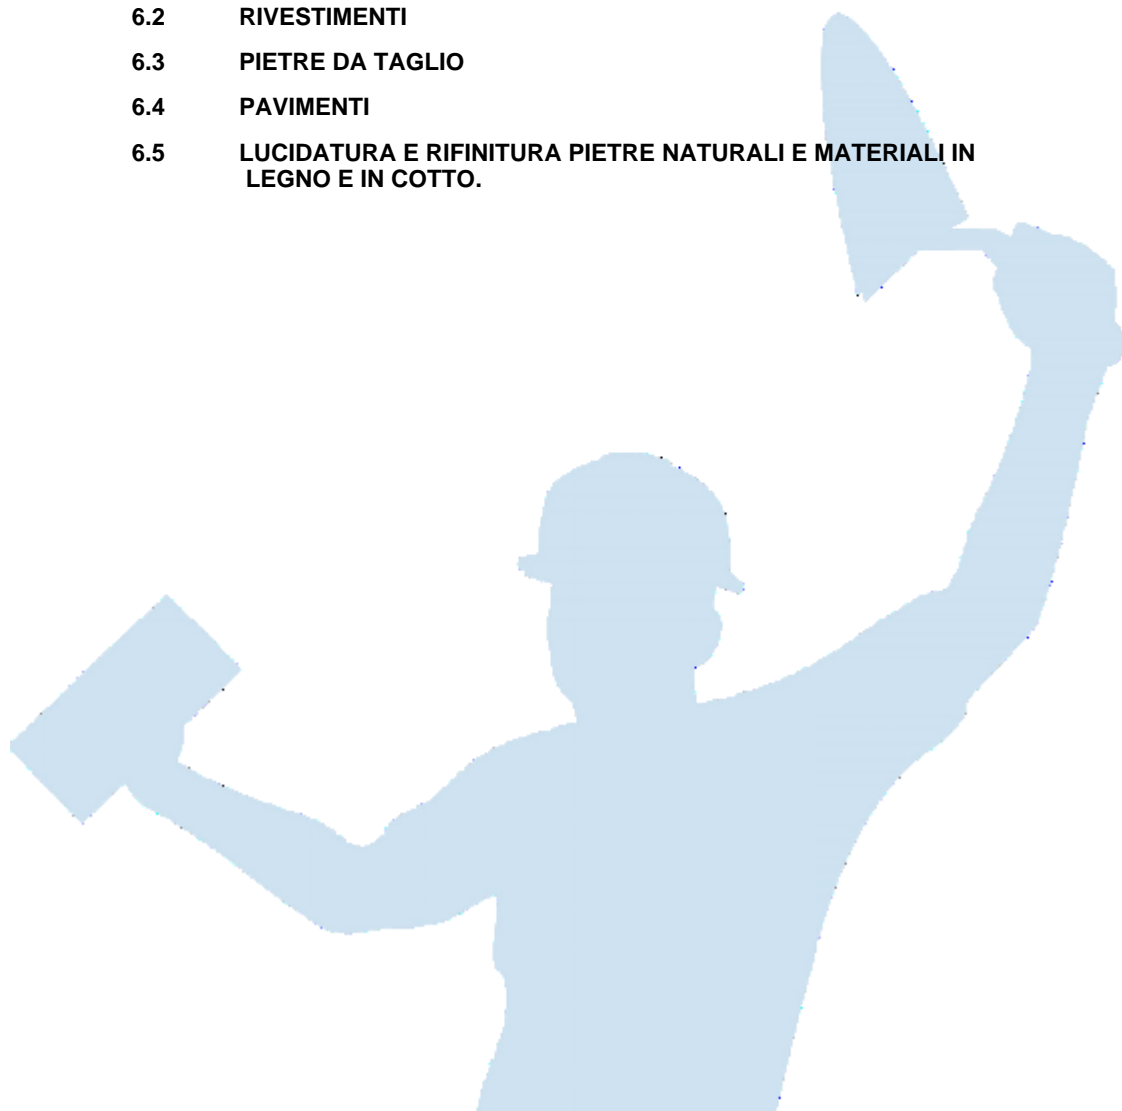 6.2 RIVESTIMENTI
6.3 PIETRE DA TAGLIO
6.4 PAVIMENTI
6.5 LUCIDATURA E RIFINITURA PIETRE NATURALI E MATERIALI IN
LEGNO E IN COTTO.